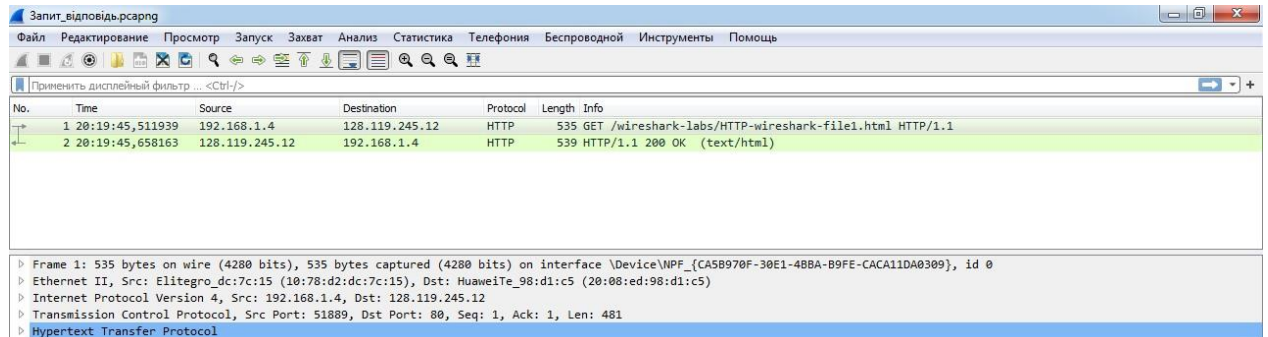 Запит_відповідь.pcapng
Файл Редактирование Просмотр Запуск Захват Анализ Статистика Телефония Беспроводной Инструменты Помощь
Применить дисплейный фильтр ... <Ctrl-/>
No. Time Source Destination Protocol Length Info
1 20:19:45,511939 192.168.1.4 128.119.245.12 HTTP 535 GET /wireshark-labs/HTTP-wireshark-file1.html HTTP/1.1
2 20:19:45,658163 128.119.245.12 192.168.1.4 HTTP 539 HTTP/1.1 200 OK (text/html)
Frame 1: 535 bytes on wire (4280 bits), 535 bytes captured (4280 bits) on interface \Device\NPF_{CA5B970F-30E1-4BBA-B9FE-CACA11DA0309}, id 0
Ethernet II, Src: Elitegro_dc:7c:15 (10:78:d2:dc:7c:15), Dst: HuaweiTe_98:d1:c5 (20:08:ed:98:d1:c5)
Internet Protocol Version 4, Src: 192.168.1.4, Dst: 128.119.245.12
Transmission Control Protocol, Src Port: 51889, Dst Port: 80, Seq: 1, Ack: 1, Len: 481
Hypertext Transfer Protocol